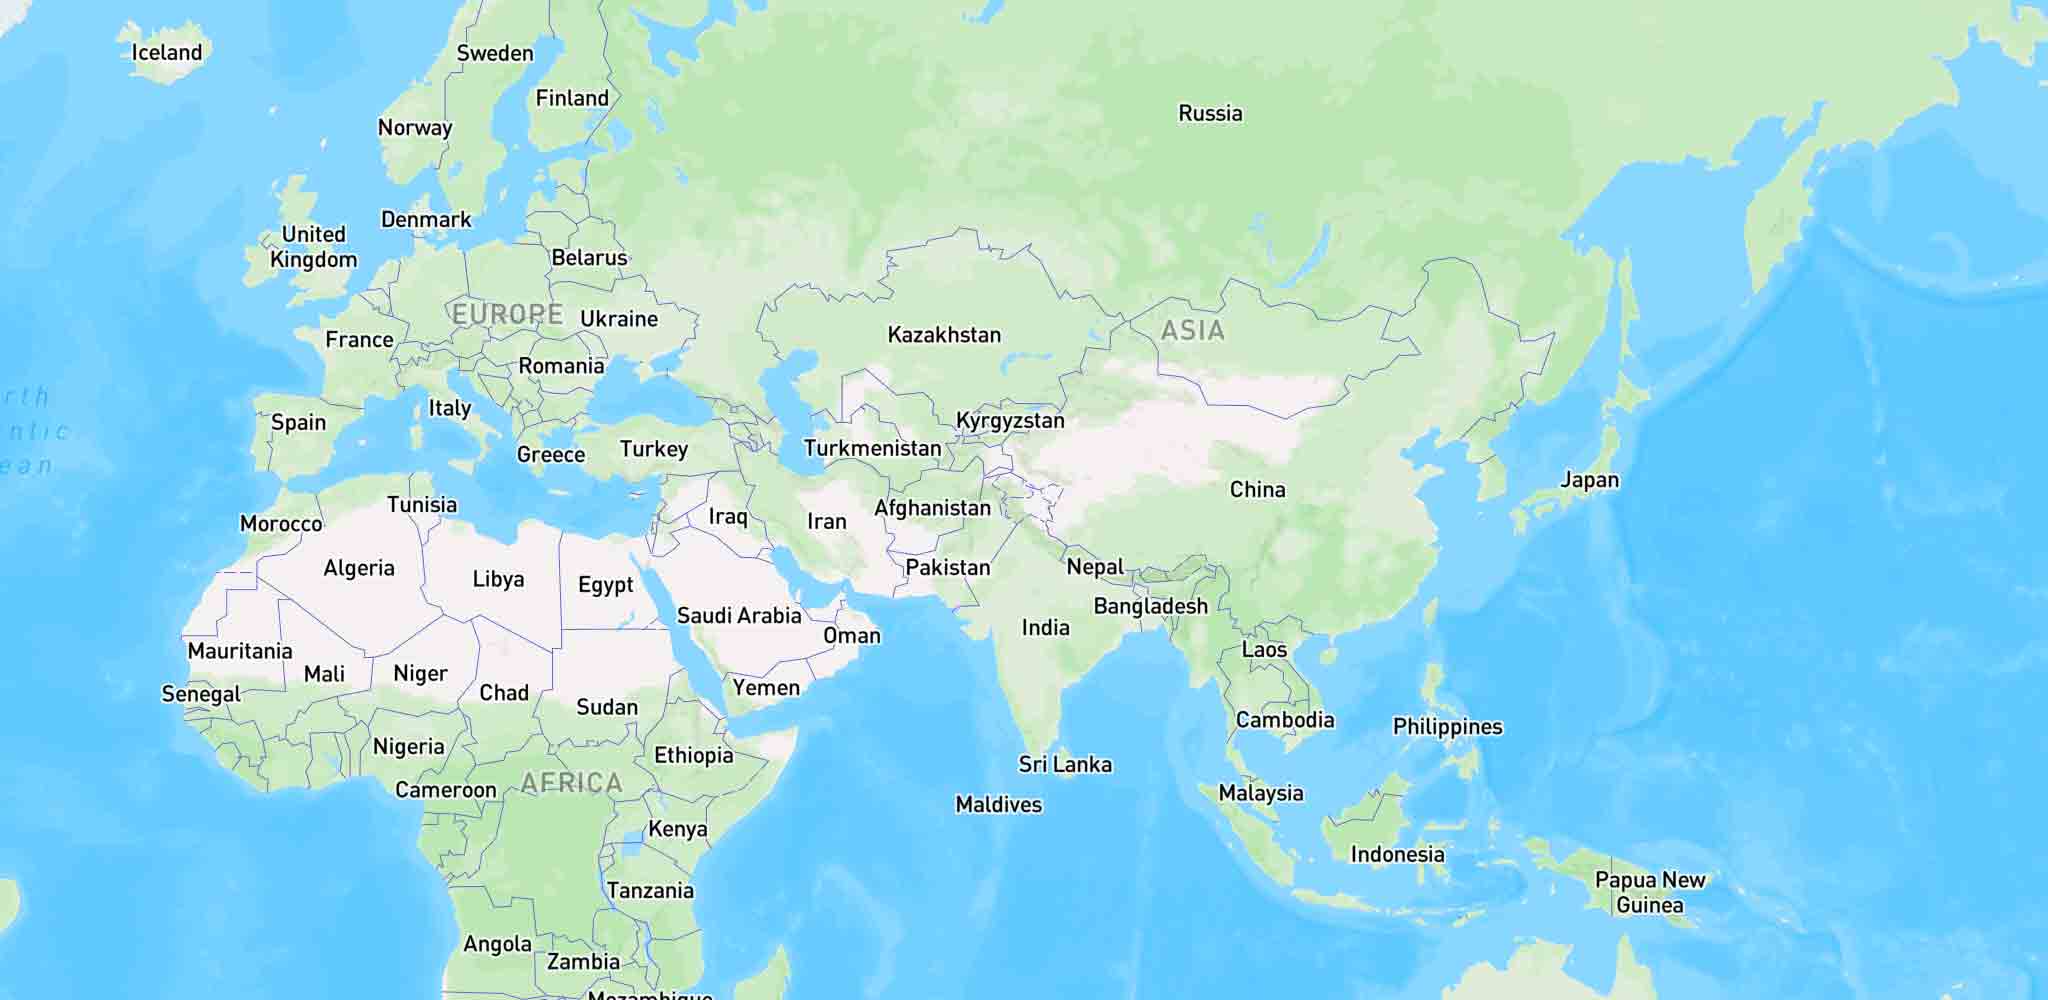 Iceland
Sweden
Finland
Norway
Russia
Denmark
United
Kingdom
Belarus
EUROPE
Ukraine
ASIA
France
Kazakhstan
Romania
rth
ntic
ean
Italy
Spain
Kyrgyzstan
Greece
Turkey
Turkmenistan
Japan
China
Tunisia
Morocco
Iraq
Iran
Afghanistan
Algeria
Libya
Egypt
Pakistan
Nepal
Saudi Arabia
Bangladesh
Oman
India
Mauritania
Mali
Niger
Laos
Senegal
Chad
Sudan
Yemen
Cambodia
Philippines
Nigeria
Ethiopia
Sri Lanka
Cameroon
AFRICA
Maldives
Malaysia
Kenya
Indonesia
Tanzania
Papua New
Guinea
Angola
Zambia
Mozambique